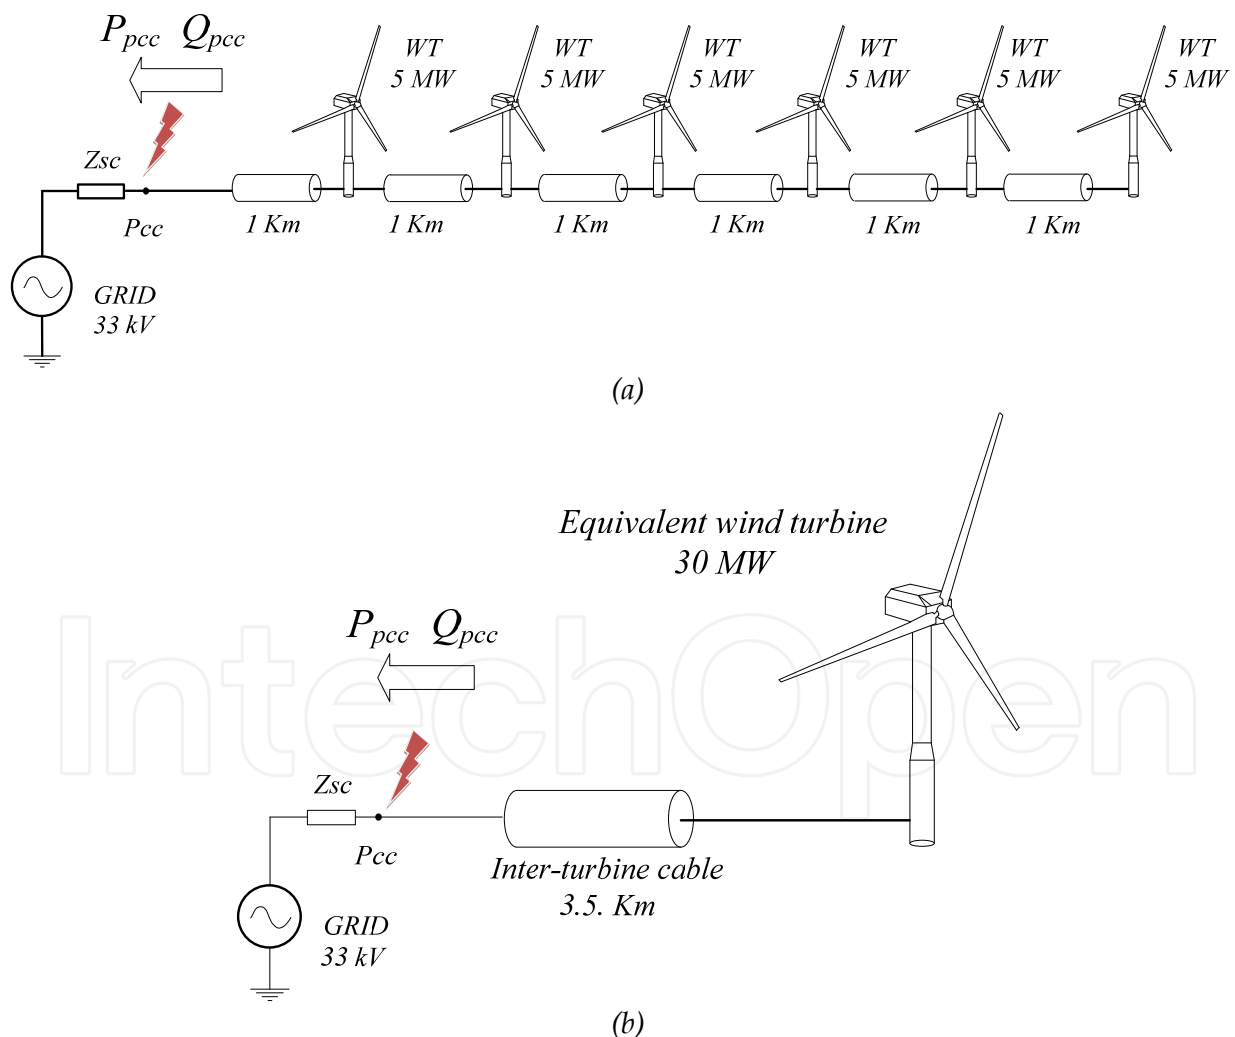 Ppcc Qpcc
WT
5 MW
WT
5 MW
WT
5 MW
WT
5 MW
WT
5 MW
WT
5 MW
Zsc
Pcc
1 Km
1 Km
1 Km
1 Km
1 Km
1 Km
GRID
33 kV
(a)
Equivalent wind turbine
30 MW
Ppcc Qpcc
IntechOpen
Zsc
Pcc
Inter-turbine cable
3.5. Km
GRID
33 kV
(b)